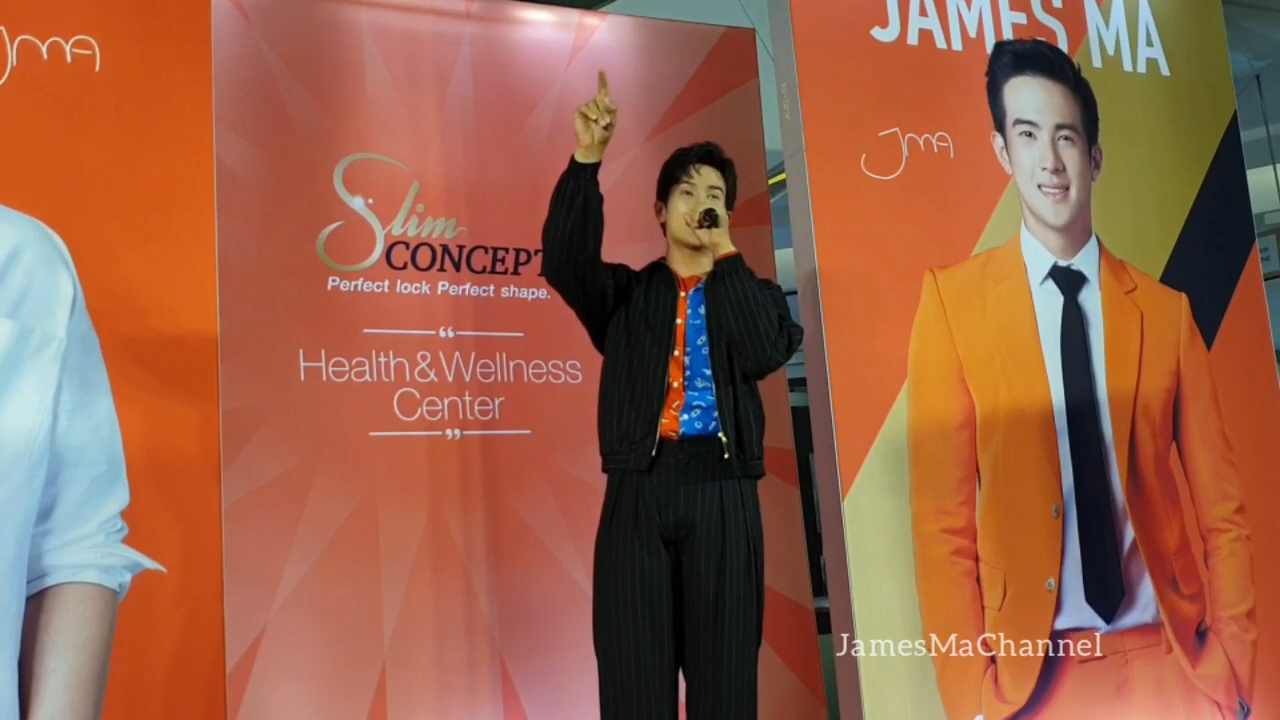 JMA
Slim
CONCEPT
Perfect lock Perfect shape.
“
Health & Wellness
Center
”
JAMES MA
JMA
JamesMaChannel